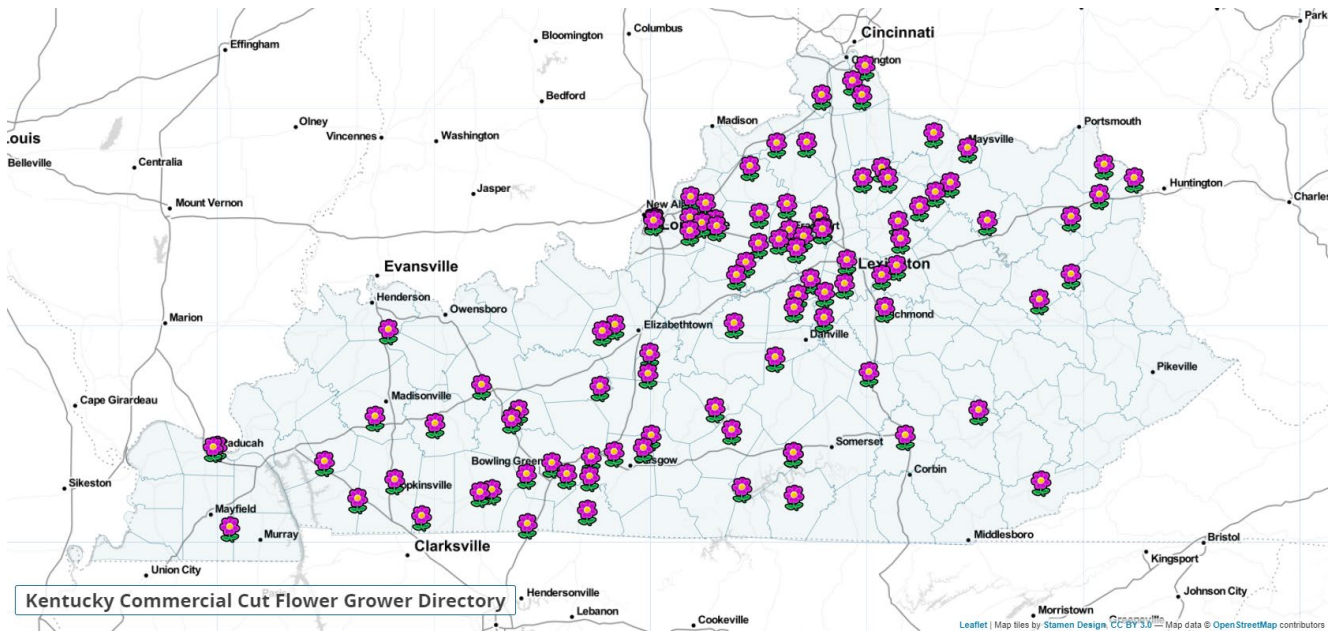 Cincinnati
Columbus
Bloomington
Effingham
Bedford
Madison
Portsmouth
Olney
Vincennes
Washington
Belleville
Centralia
Jasper
Huntington
Mount Vernon
Evansville
Lexington
Henderson
Owensboro
Marion
Elizabethtown
Danville
Pikeville
Madisonville
Cape Girardeau
Somerset
Bowling Green
Corbin
Sikeston
Mayfield
Murray
Clarksville
Middlesboro
Bristol
Kingsport
Union City
Johnson City
Hendersonville
Lebanon
Morristown
Cookeville
Kentucky Commercial Cut Flower Grower Directory
Leaflet | Map tiles by Stamen Design, CC BY 3.0 — Map data © OpenStreetMap contributors